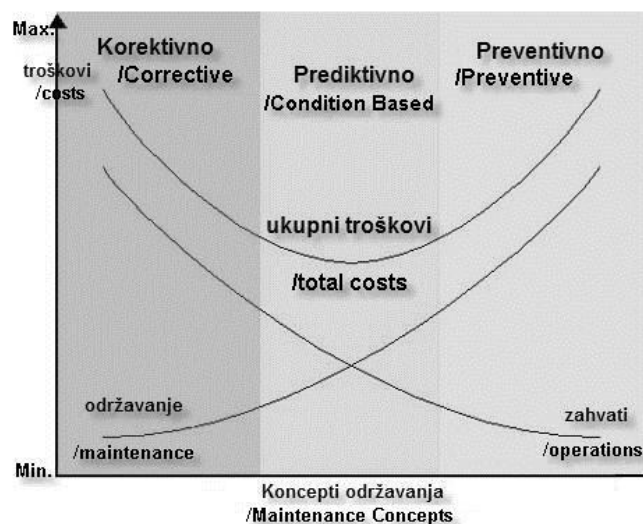 Max.
troškovi
/costs
Korektivno
/Corrective
Prediktivno
/Condition Based
Preventivno
/Preventive
ukupni troškovi
/total costs
održavanje
/maintenance
zahvati
/operations
Min.
Koncepti održavanja
/Maintenance Concepts